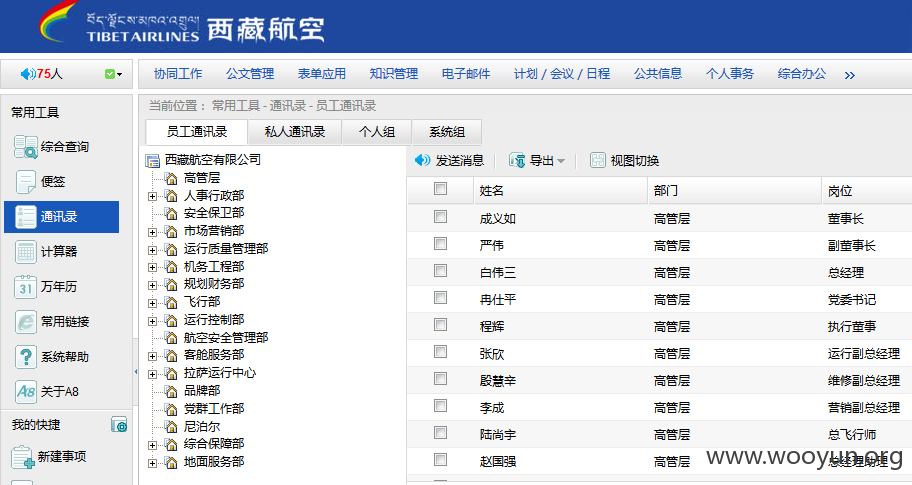 TIBET AIRLINES 西藏航空
75人
协同工作 公文管理 表单应用 知识管理 电子邮件 计划 / 会议 / 日程 公共信息 个人事务 综合办公 »
当前位置： 常用工具 - 通讯录 - 员工通讯录
常用工具
综合查询
便签
通讯录
计算器
31 万年历
常用链接
系统帮助
A8 关于A8
我的快捷
新建事项
员工通讯录 私人通讯录 个人组 系统组
西藏航空有限公司
高管层
人事行政部
安全保卫部
市场营销部
运行质量管理部
机务工程部
规划财务部
飞行部
运行控制部
航空安全管理部
客舱服务部
拉萨运行中心
品牌部
党群工作部
尼泊尔
综合保障部
地面服务部
发送消息 导出 视图切换
姓名 部门 岗位
成义如 高管层 董事长
严伟 高管层 副董事长
白伟三 高管层 总经理
冉仕平 高管层 党委书记
程辉 高管层 执行董事
张欣 高管层 运行副总经理
殷慧辛 高管层 维修副总经理
李成 高管层 营销副总经理
陆尚宇 高管层 总飞行师
赵国强 高管层 总经理助理
www.wooyun.org